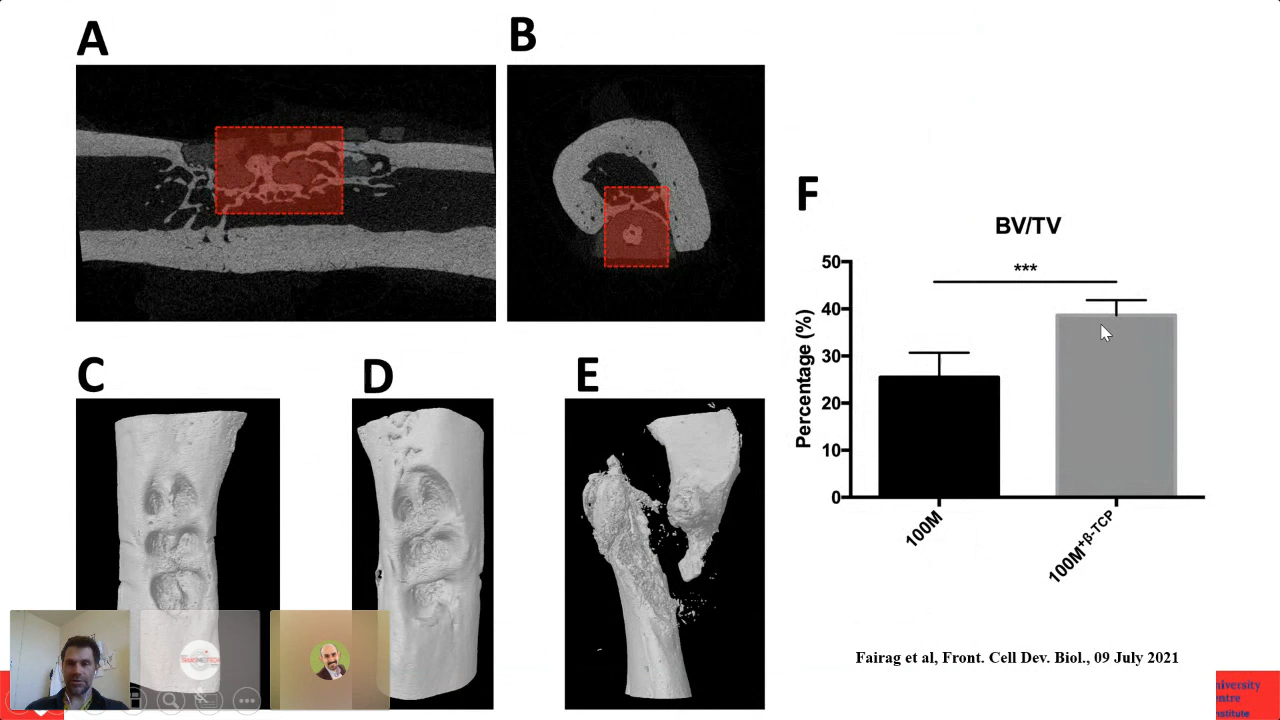 A
B
C
D
E
F
BV/TV
***
Percentage (%)
50
40
30
20
10
0
100M
100M+β-TCP
Fairag et al, Front. Cell Dev. Biol., 09 July 2021